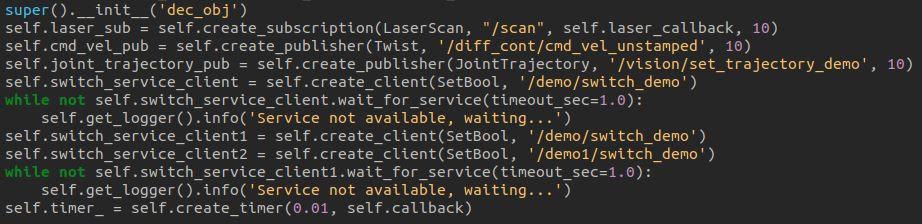 super().__init__('dec_obj')
self.laser_sub = self.create_subscription(LaserScan, "/scan", self.laser_callback, 10)
self.cmd_vel_pub = self.create_publisher(Twist, '/diff_cont/cmd_vel_unstamped', 10)
self.joint_trajectory_pub = self.create_publisher(JointTrajectory, '/vision/set_trajectory_demo', 10)
self.switch_service_client = self.create_client(SetBool, '/demo/switch_demo')
while not self.switch_service_client.wait_for_service(timeout_sec=1.0):
    self.get_logger().info('Service not available, waiting...')
self.switch_service_client1 = self.create_client(SetBool, '/demo/switch_demo')
self.switch_service_client2 = self.create_client(SetBool, '/demo1/switch_demo')
while not self.switch_service_client1.wait_for_service(timeout_sec=1.0):
    self.get_logger().info('Service not available, waiting...')
self.timer_ = self.create_timer(0.01, self.callback)